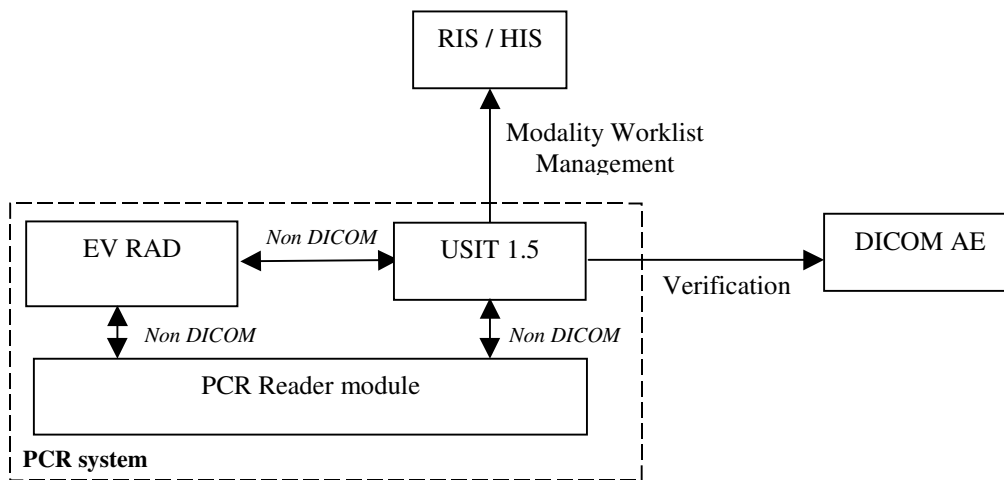 RIS / HIS
Modality Worklist
Management
EV RAD
Non DICOM
USIT 1.5
DICOM AE
Verification
Non DICOM
Non DICOM
PCR Reader module
PCR system